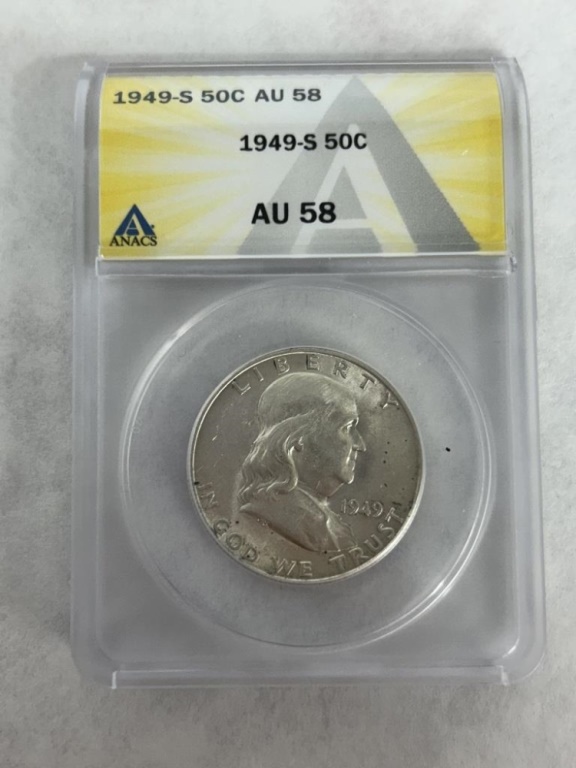 1949-S 50C AU 58
1949-S 50C
AU 58
ANACS
LIBERTY
1949
IN GOD WE TRUST